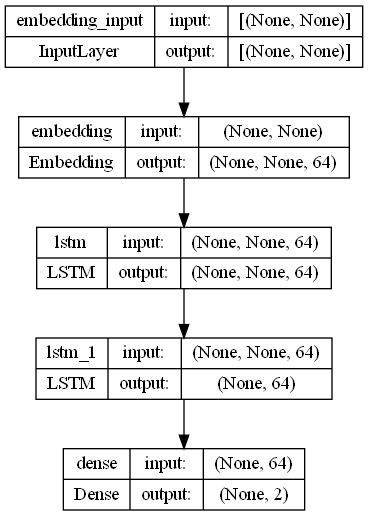 embedding_input input: [(None, None)]
InputLayer output: [(None, None)]
embedding input: (None, None)
Embedding output: (None, None, 64)
lstm input: (None, None, 64)
LSTM output: (None, None, 64)
lstm_1 input: (None, None, 64)
LSTM output: (None, 64)
dense input: (None, 64)
Dense output: (None, 2)